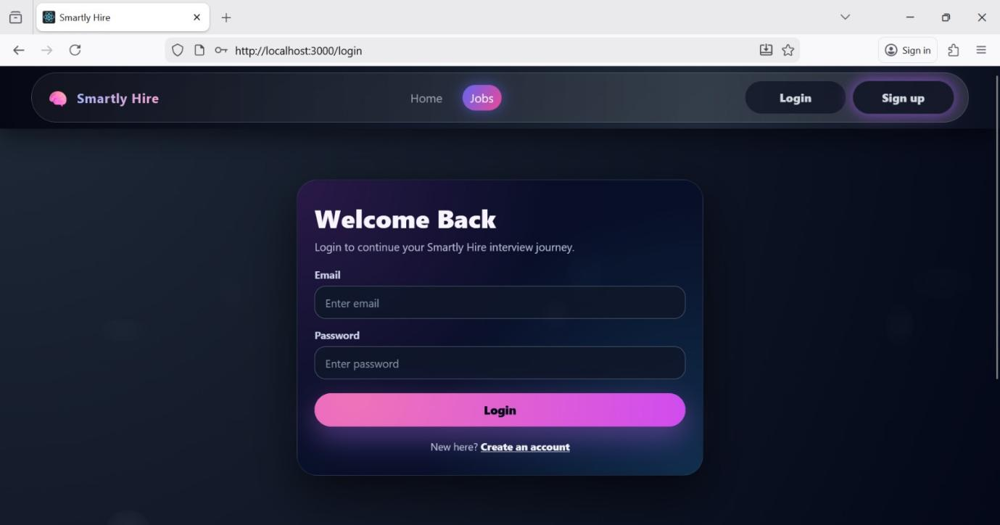 Smartly Hire
http://localhost:3000/login
Sign in
Smartly Hire
Home
Jobs
Login
Sign up
Welcome Back
Login to continue your Smartly Hire interview journey.
Email
Enter email
Password
Enter password
Login
New here? Create an account